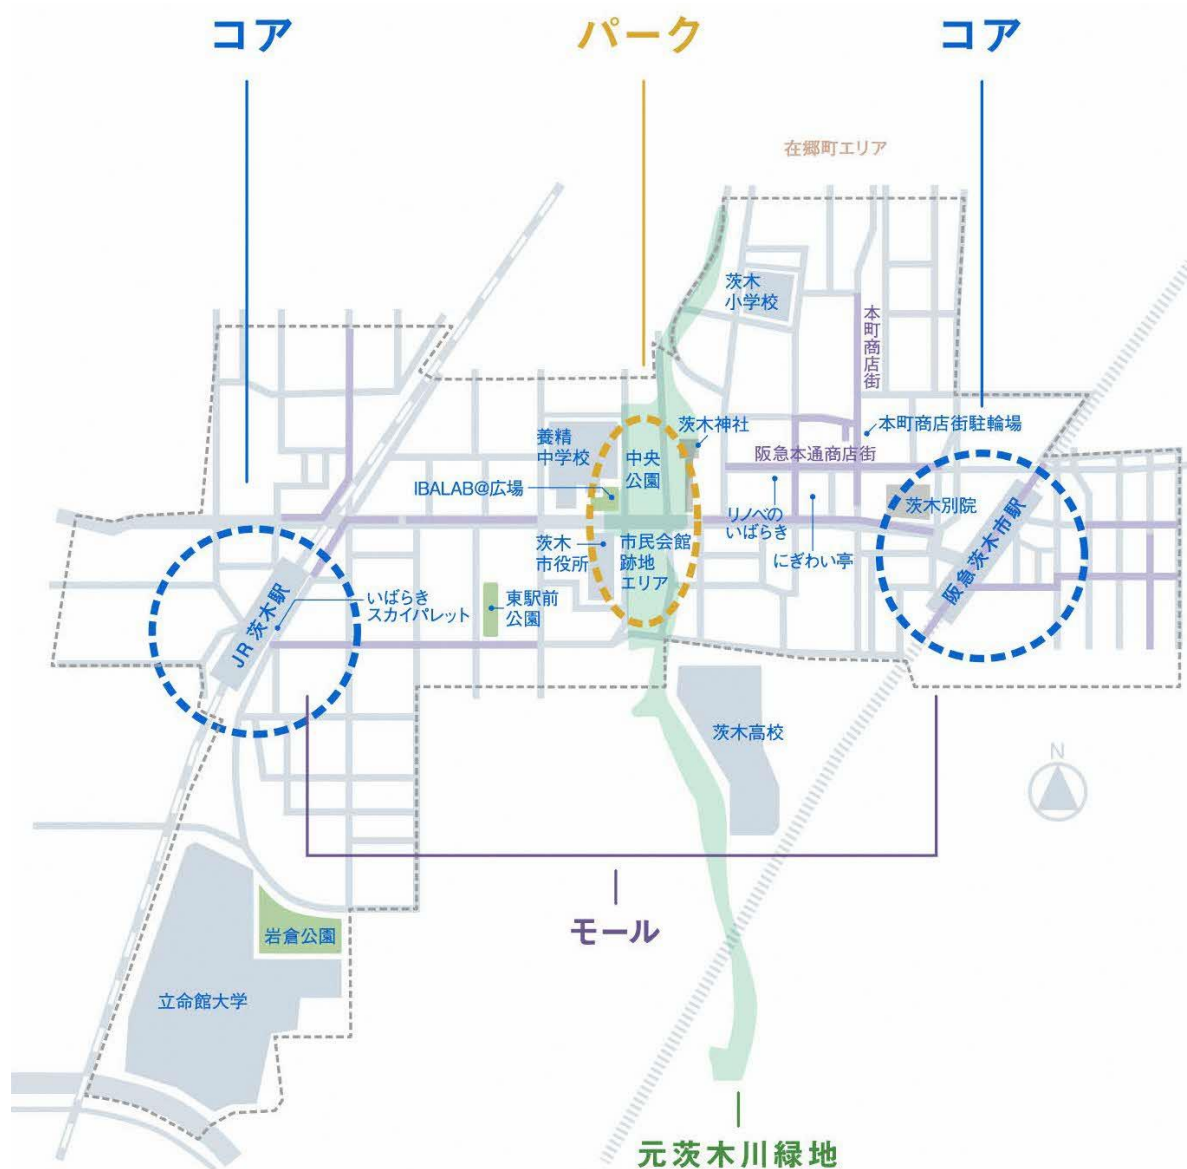 コア
パーク
コア
在郷町エリア
茨木
小学校
本町商店街
養精
中学校
中央
公園
茨木神社
本町商店街駐輪場
阪急本通商店街
IBALAB@広場
リノベの
いばらき
にぎわい亭
茨木別院
阪急茨木市駅
茨木
市役所
市民会館
跡地
エリア
いばらき
スカイパレット
東駅前
公園
JR 茨木駅
茨木高校
N
モール
岩倉公園
立命館大学
元茨木川緑地